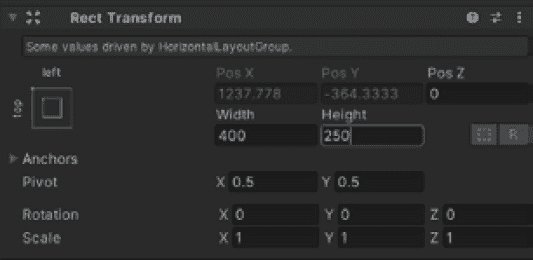 Rect Transform
Some values driven by HorizontalLayoutGroup.
left
Pos X Pos Y Pos Z
1237.778 -364.3333 0
Width Height
top
400 250 R
Anchors
Pivot X 0.5 Y 0.5
Rotation X 0 Y 0 Z 0
Scale X 1 Y 1 Z 1